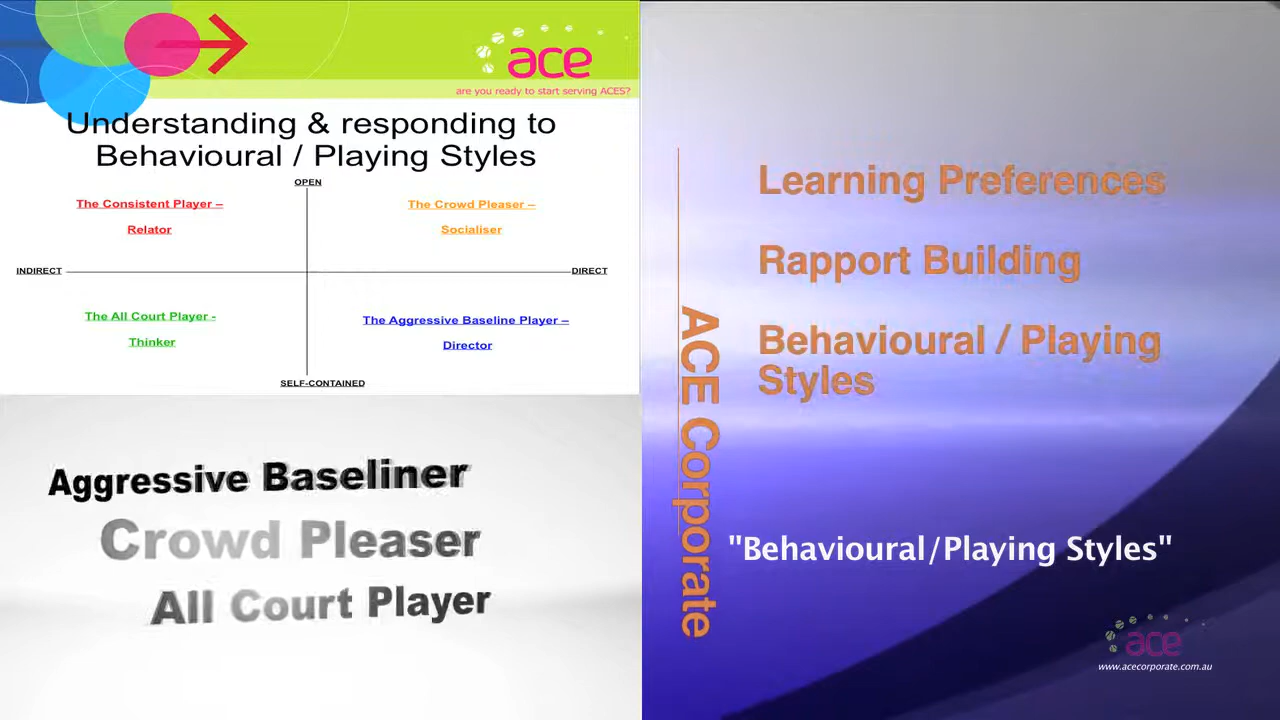 ace
are you ready to start serving ACES?
Understanding & responding to
Behavioural / Playing Styles
OPEN
The Consistent Player –
Relator
The Crowd Pleaser –
Socialiser
INDIRECT
DIRECT
The All Court Player -
Thinker
The Aggressive Baseline Player –
Director
SELF-CONTAINED
Aggressive Baseliner
Crowd Pleaser
All Court Player
Learning Preferences
Rapport Building
Behavioural / Playing
Styles
ACE Corporate
"Behavioural/Playing Styles"
ace
www.acecorporate.com.au